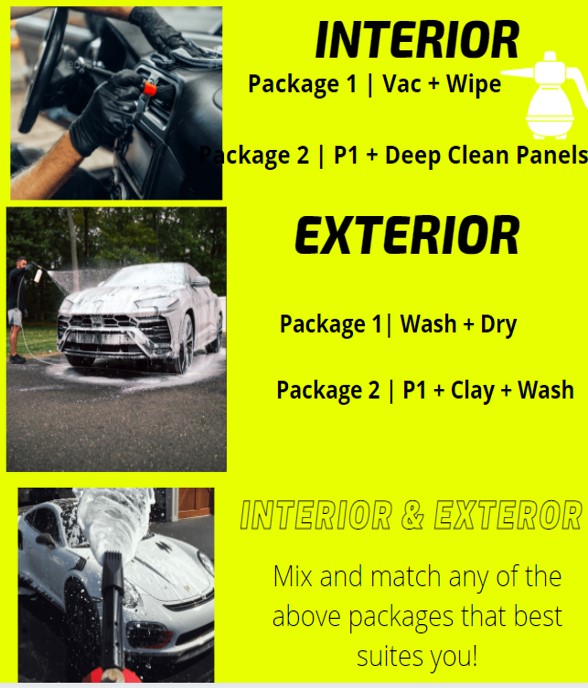 INTERIOR
Package 1 | Vac + Wipe
Package 2 | P1 + Deep Clean Panels
EXTERIOR
Package 1| Wash + Dry
Package 2 | P1 + Clay + Wash
INTERIOR & EXTEROR
Mix and match any of the
above packages that best
suites you!